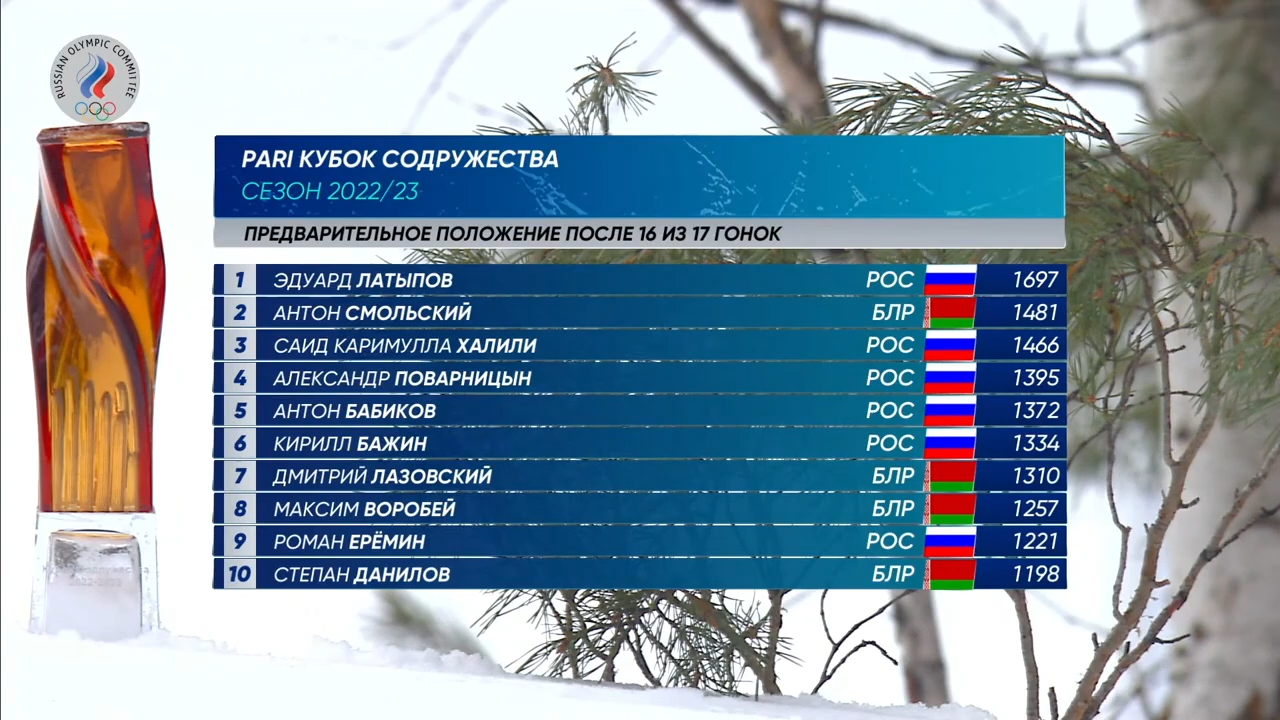 RUSSIAN OLYMPIC COMMITTEE
PARI КУБОК СОДРУЖЕСТВА
СЕЗОН 2022/23
ПРЕДВАРИТЕЛЬНОЕ ПОЛОЖЕНИЕ ПОСЛЕ 16 ИЗ 17 ГОНОК
1 ЭДУАРД ЛАТЫПОВ РОС 1697
2 АНТОН СМОЛЬСКИЙ БЛР 1481
3 САИД КАРИМУЛЛА ХАЛИЛИ РОС 1466
4 АЛЕКСАНДР ПОВАРНИЦЫН РОС 1395
5 АНТОН БАБИКОВ РОС 1372
6 КИРИЛЛ БАЖИН РОС 1334
7 ДМИТРИЙ ЛАЗОВСКИЙ БЛР 1310
8 МАКСИМ ВОРОБЕЙ БЛР 1257
9 РОМАН ЕРЁМИН РОС 1221
10 СТЕПАН ДАНИЛОВ БЛР 1198